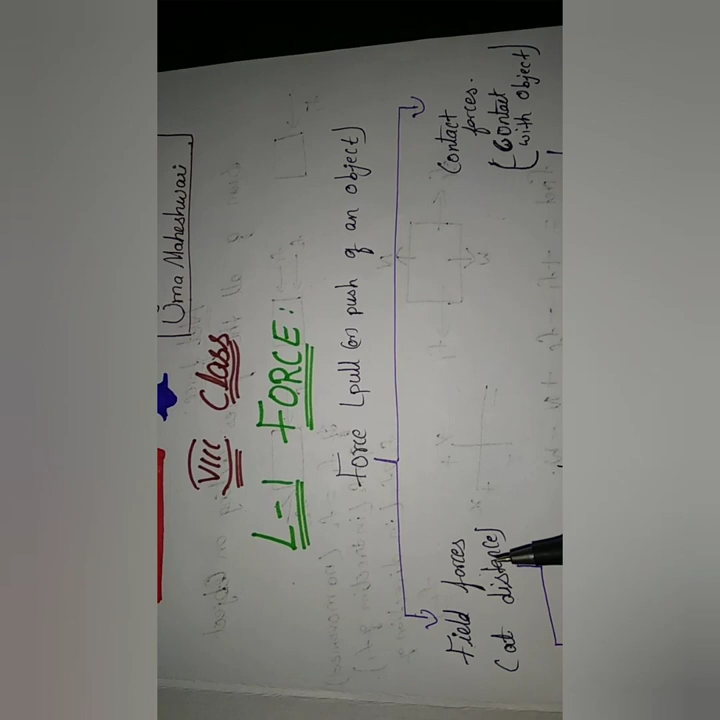 Uma Maheshwari
VIII Class
L-1 FORCE:
Force [pull (or) push of an object]
Field forces
(at distance]
Contact
forces.
[Contact
with object]